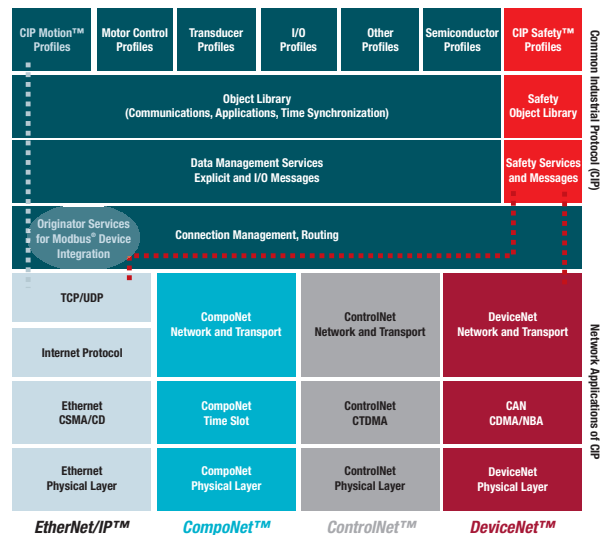 CIP Motion™
Profiles
Motor Control
Profiles
Transducer
Profiles
I/O
Profiles
Other
Profiles
Semiconductor
Profiles
CIP Safety™
Profiles
Object Library
(Communications, Applications, Time Synchronization)
Safety
Object Library
Data Management Services
Explicit and I/O Messages
Safety Services
and Messages
Common Industrial Protocol (CIP)
Originator Services
for Modbus® Device
Integration
Connection Management, Routing
TCP/UDP
CompoNet
Network and Transport
ControlNet
Network and Transport
DeviceNet
Network and Transport
Internet Protocol
Ethernet
CSMA/CD
CompoNet
Time Slot
ControlNet
CTDMA
CAN
CDMA/NBA
Ethernet
Physical Layer
CompoNet
Physical Layer
ControlNet
Physical Layer
DeviceNet
Physical Layer
Network Applications of CIP
EtherNet/IP™
CompoNet™
ControlNet™
DeviceNet™